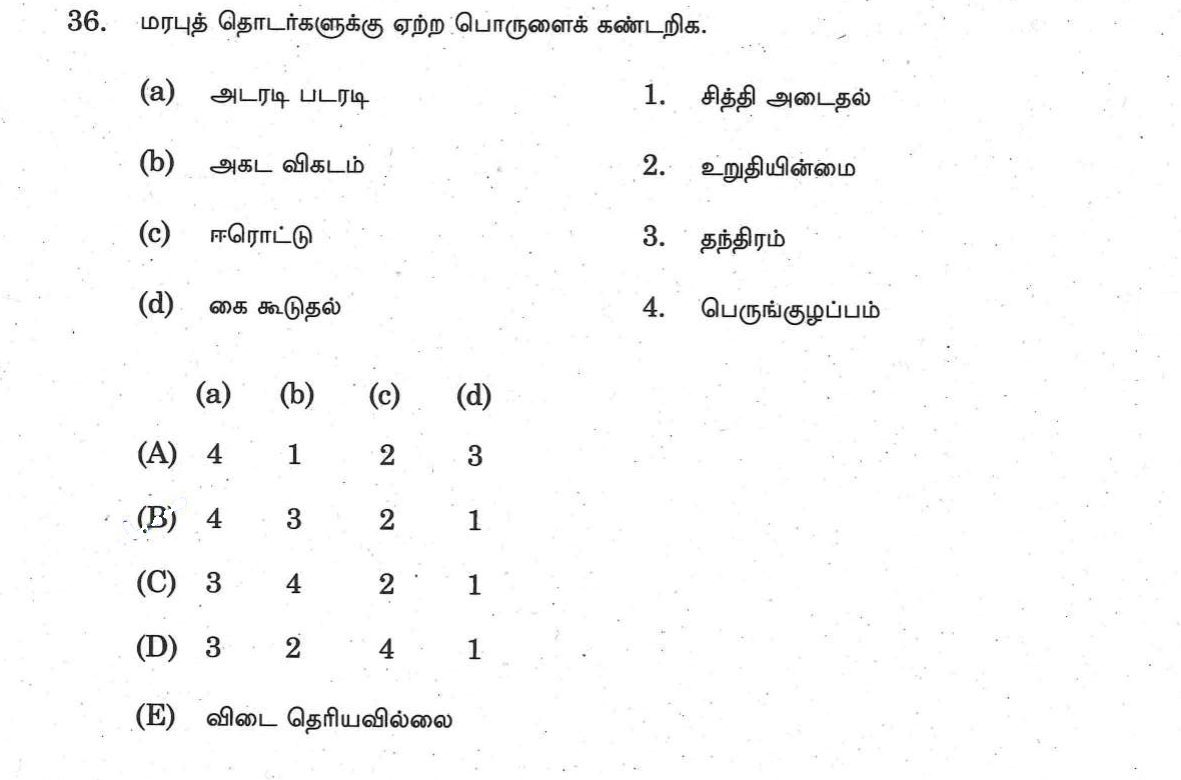 36. மரபுத் தொடர்களுக்கு ஏற்ற பொருளைக் கண்டறிக.
(a) அடரடி படரடி 1. சித்தி அடைதல்
(b) அகட விகடம் 2. உறுதியின்மை
(c) ஈரொட்டு 3. தந்திரம்
(d) கை கூடுதல் 4. பெருங்குழப்பம்
(a) (b) (c) (d)
(A) 4 1 2 3
(B) 4 3 2 1
(C) 3 4 2 1
(D) 3 2 4 1
(E) விடை தெரியவில்லை